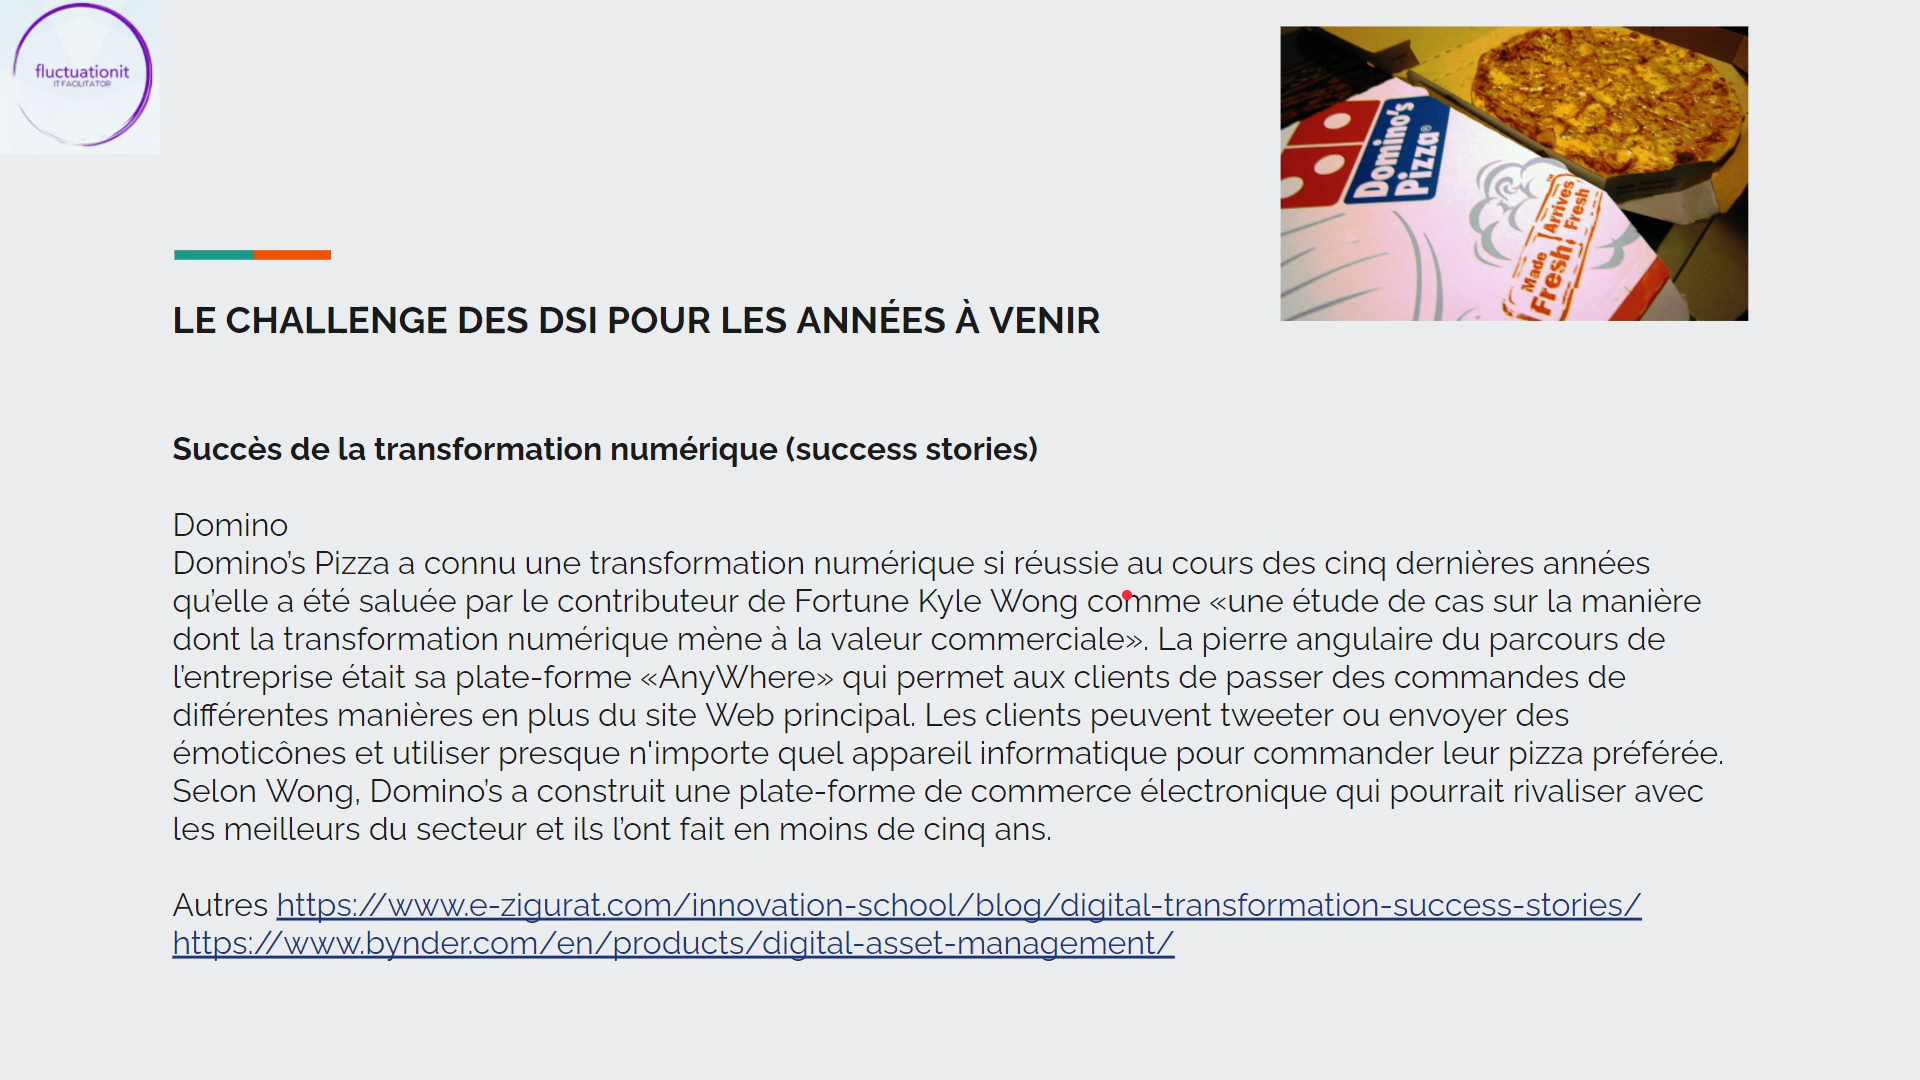 fluctuationit
IT FACILITATOR
Domino's
Pizza®
Made
Fresh
Arrives
Fresh
LE CHALLENGE DES DSI POUR LES ANNÉES À VENIR
Succès de la transformation numérique (success stories)
Domino
Domino’s Pizza a connu une transformation numérique si réussie au cours des cinq dernières années
qu’elle a été saluée par le contributeur de Fortune Kyle Wong comme «une étude de cas sur la manière
dont la transformation numérique mène à la valeur commerciale». La pierre angulaire du parcours de
l’entreprise était sa plate-forme «AnyWhere» qui permet aux clients de passer des commandes de
différentes manières en plus du site Web principal. Les clients peuvent tweeter ou envoyer des
émoticônes et utiliser presque n'importe quel appareil informatique pour commander leur pizza préférée.
Selon Wong, Domino’s a construit une plate-forme de commerce électronique qui pourrait rivaliser avec
les meilleurs du secteur et ils l’ont fait en moins de cinq ans.
Autres https://www.e-zigurat.com/innovation-school/blog/digital-transformation-success-stories/
https://www.bynder.com/en/products/digital-asset-management/